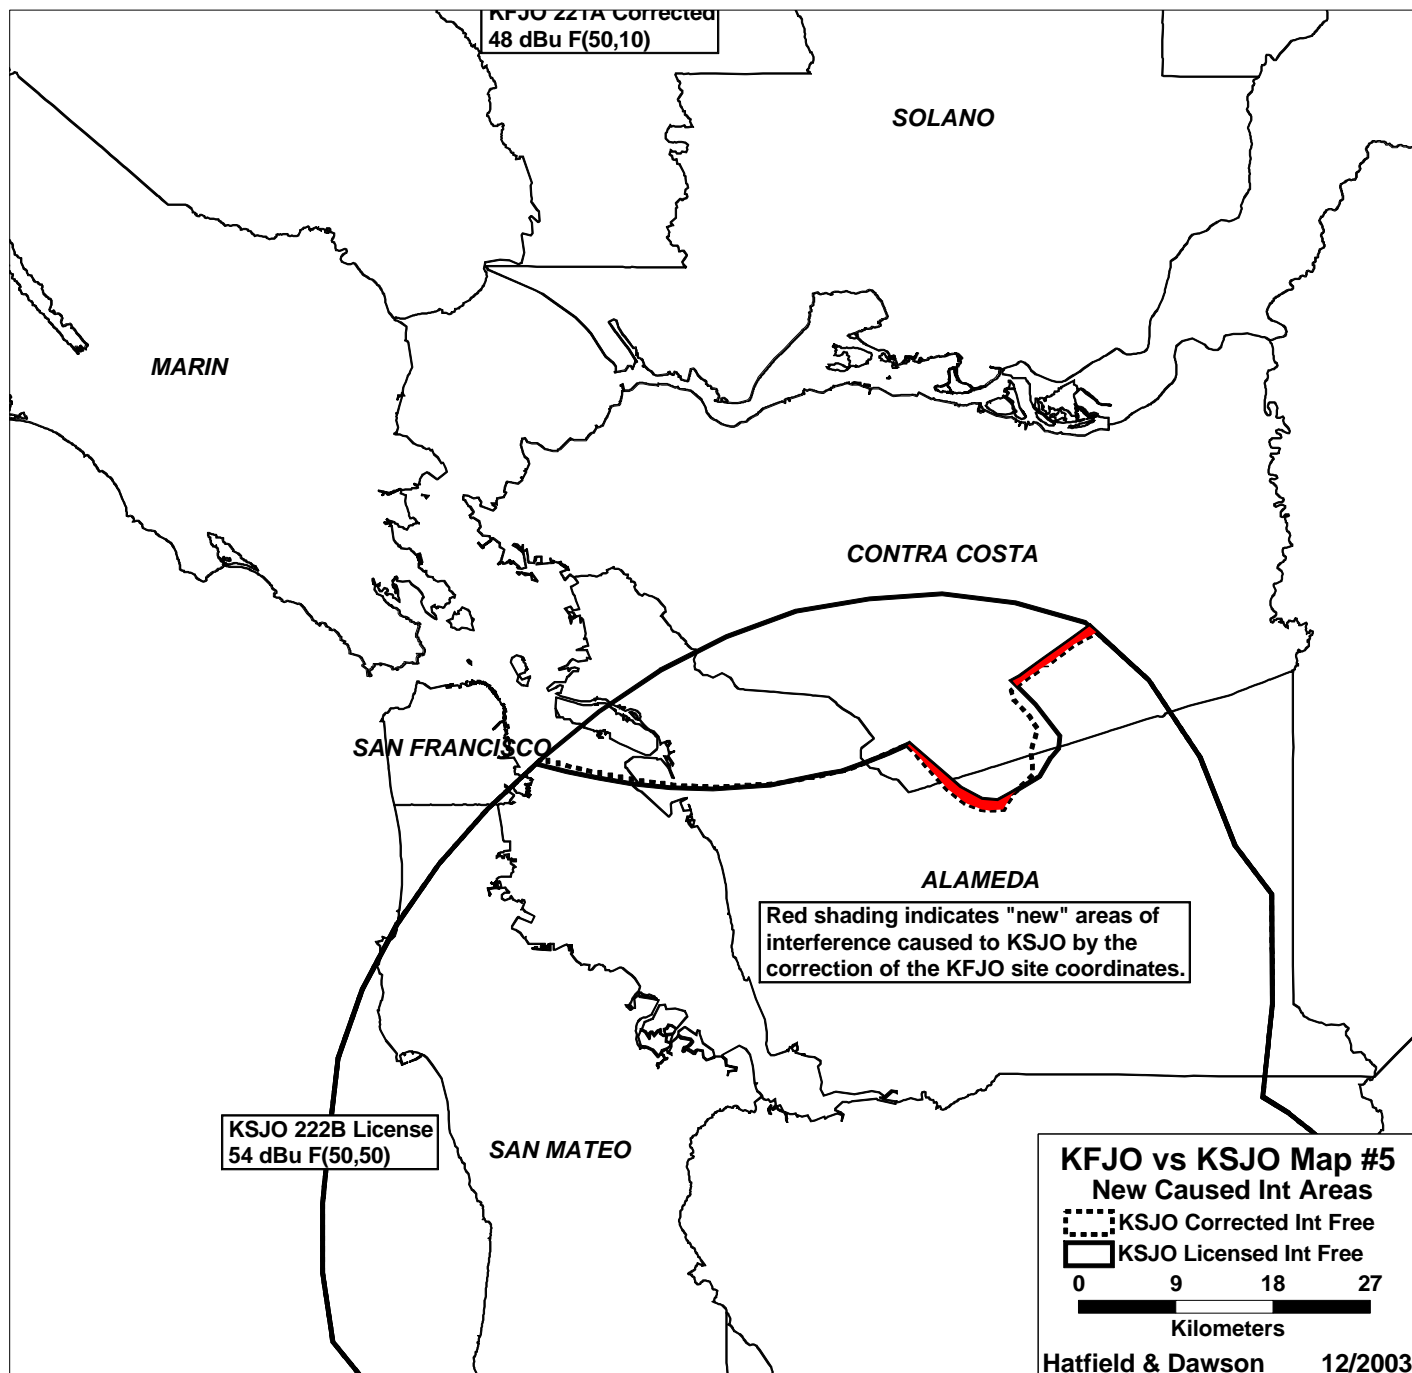 KFJO 221A Corrected
48 dBu F(50,10)
SOLANO
MARIN
CONTRA COSTA
SAN FRANCISCO
ALAMEDA
Red shading indicates "new" areas of
interference caused to KSJO by the
correction of the KFJO site coordinates.
KSJO 222B License
54 dBu F(50,50)
SAN MATEO
KFJO vs KSJO Map #5
New Caused Int Areas
KSJO Corrected Int Free
KSJO Licensed Int Free
0 9 18 27
Kilometers
Hatfield & Dawson 12/2003